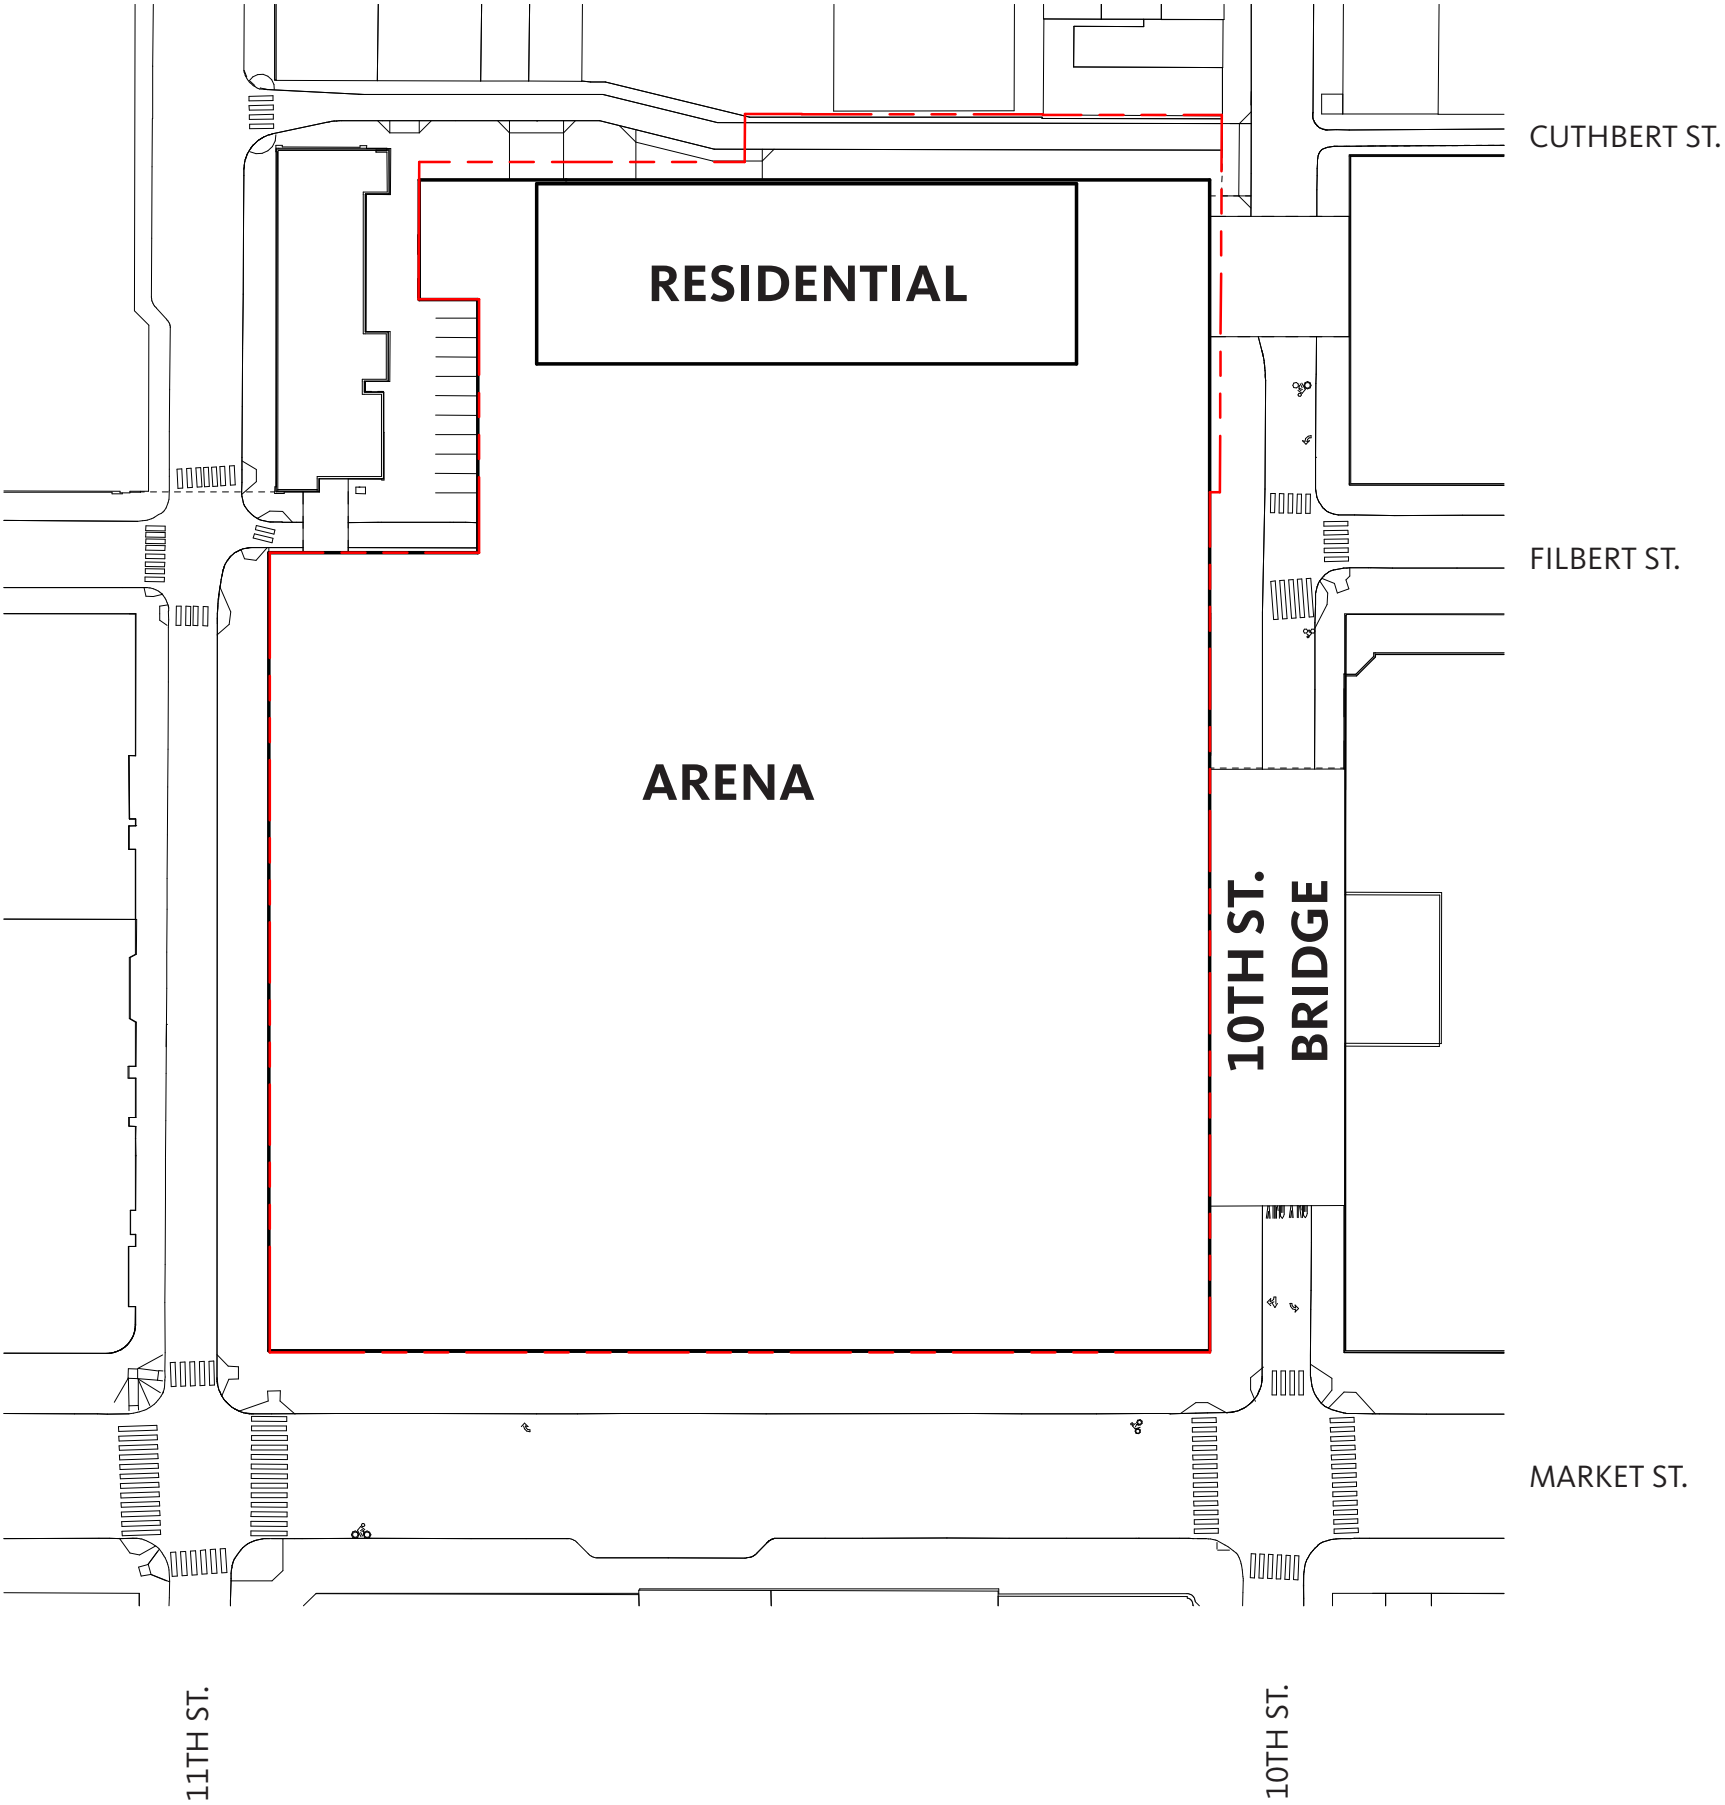 CUTHBERT ST.
RESIDENTIAL
FILBERT ST.
ARENA
10TH ST.
BRIDGE
MARKET ST.
11TH ST.
10TH ST.